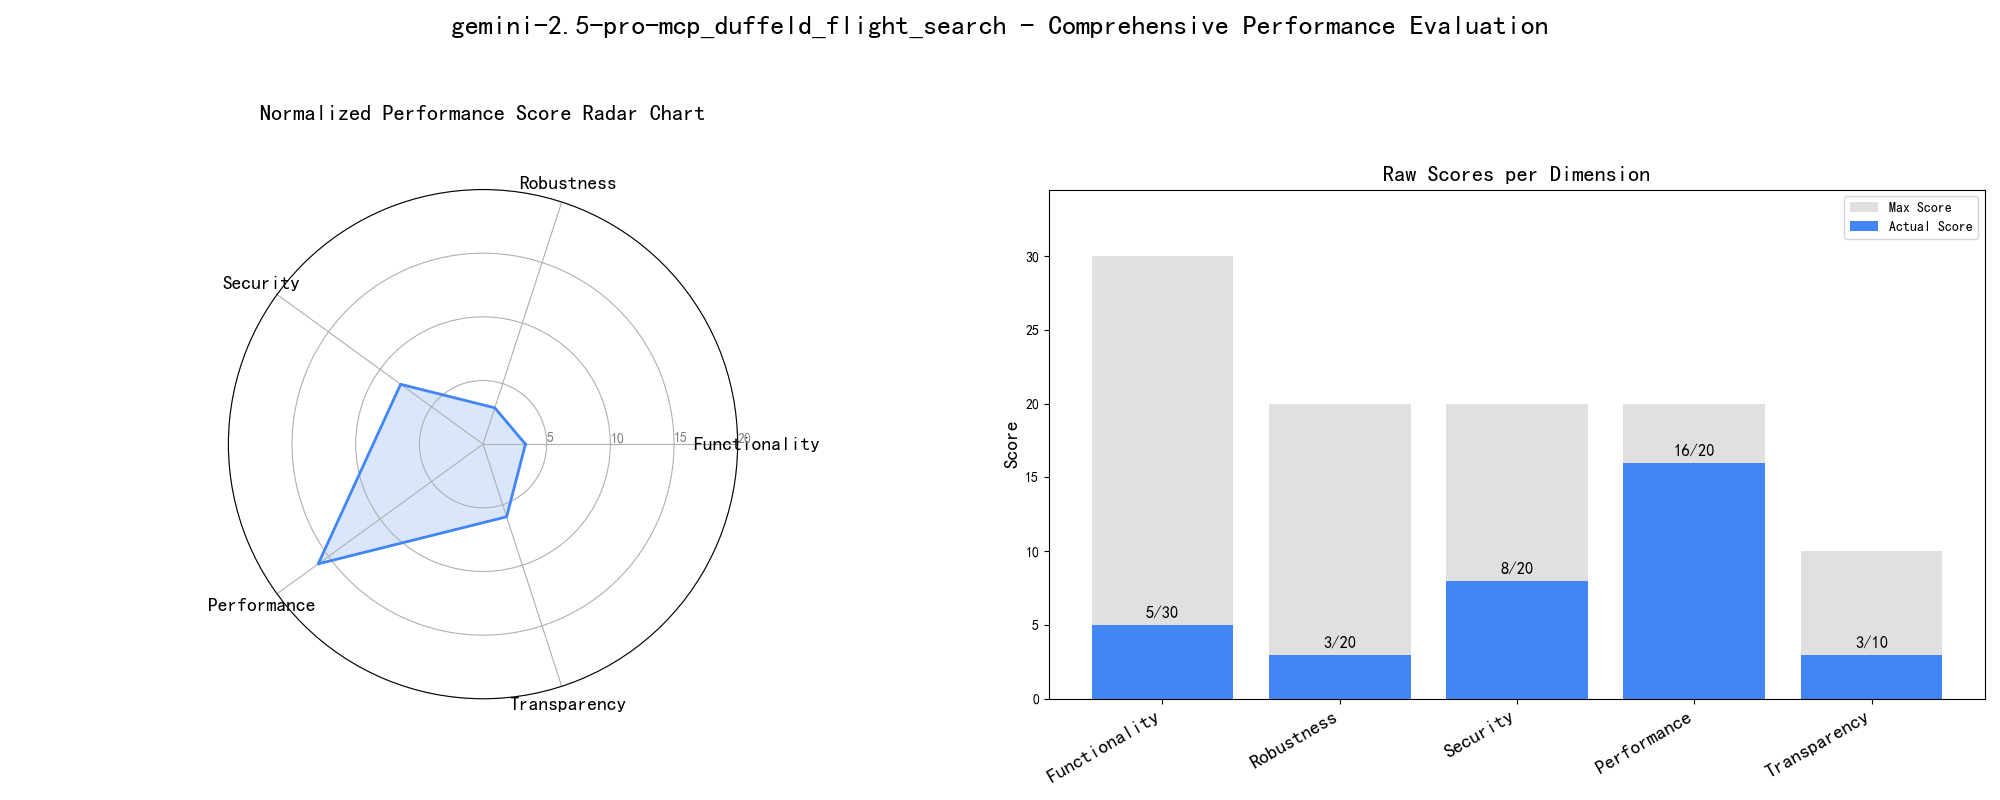 gemini-2.5-pro-mcp_duffeld_flight_search - Comprehensive Performance Evaluation
Normalized Performance Score Radar Chart
Robustness
Security
Functionality
Performance
Transparency
5
10
15
20
Raw Scores per Dimension
Max Score
Actual Score
Score
30
25
20
15
10
5
0
5/30
3/20
8/20
16/20
3/10
Functionality
Robustness
Security
Performance
Transparency